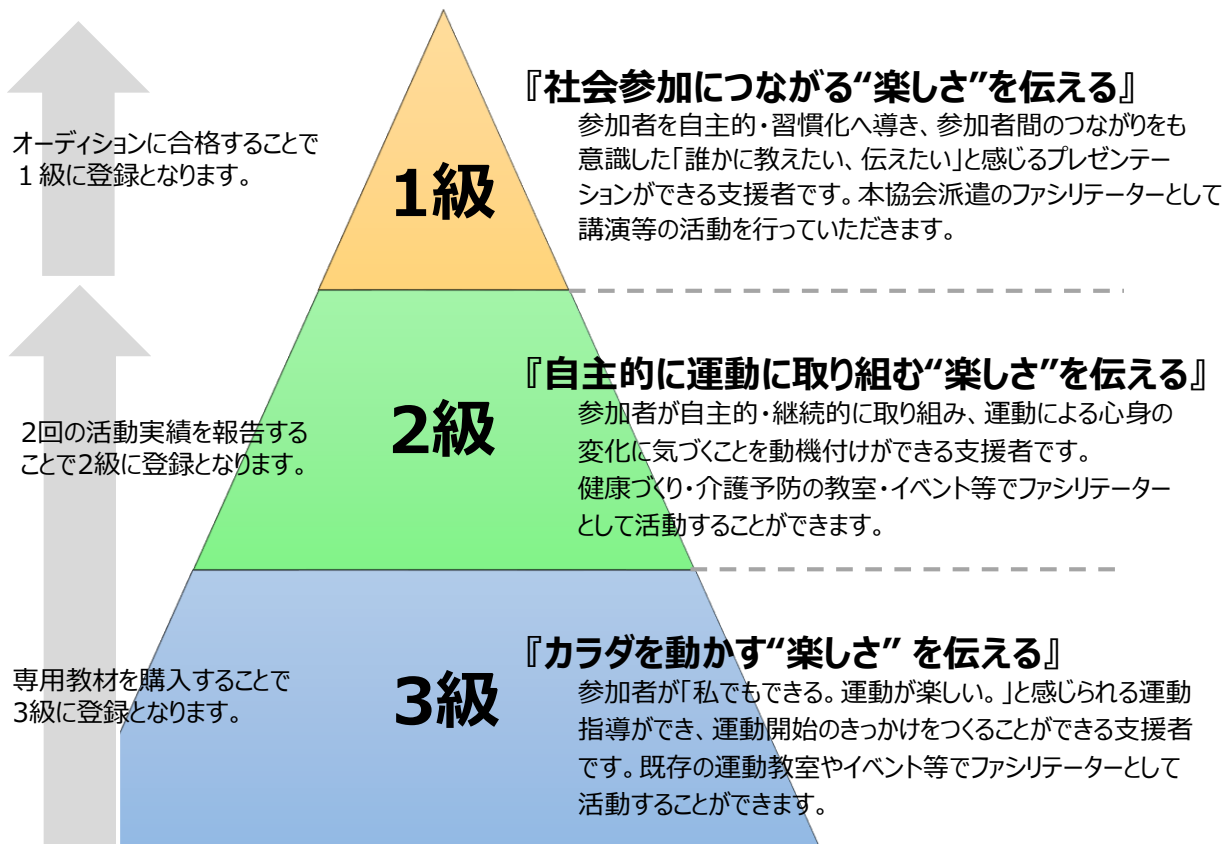 『社会参加につながる“楽しさ”を伝える』
参加者を自主的・習慣化へ導き、参加者間のつながりをも
意識した「誰かに教えたい、伝えたい」と感じるプレゼンテー
ションができる支援者です。本協会派遣のファシリテーターとして
講演等の活動を行っていただきます。
オーディションに合格することで
１級に登録となります。
1級
『自主的に運動に取り組む“楽しさ”を伝える』
参加者が自主的・継続的に取り組み、運動による心身の
変化に気づくことを動機付けができる支援者です。
健康づくり・介護予防の教室・イベント等でファシリテーター
として活動することができます。
2回の活動実績を報告する
ことで2級に登録となります。
2級
『カラダを動かす“楽しさ” を伝える』
参加者が「私でもできる。運動が楽しい。」と感じられる運動
指導ができ、運動開始のきっかけをつくることができる支援者
です。既存の運動教室やイベント等でファシリテーターとして
活動することができます。
専用教材を購入することで
3級に登録となります。
3級